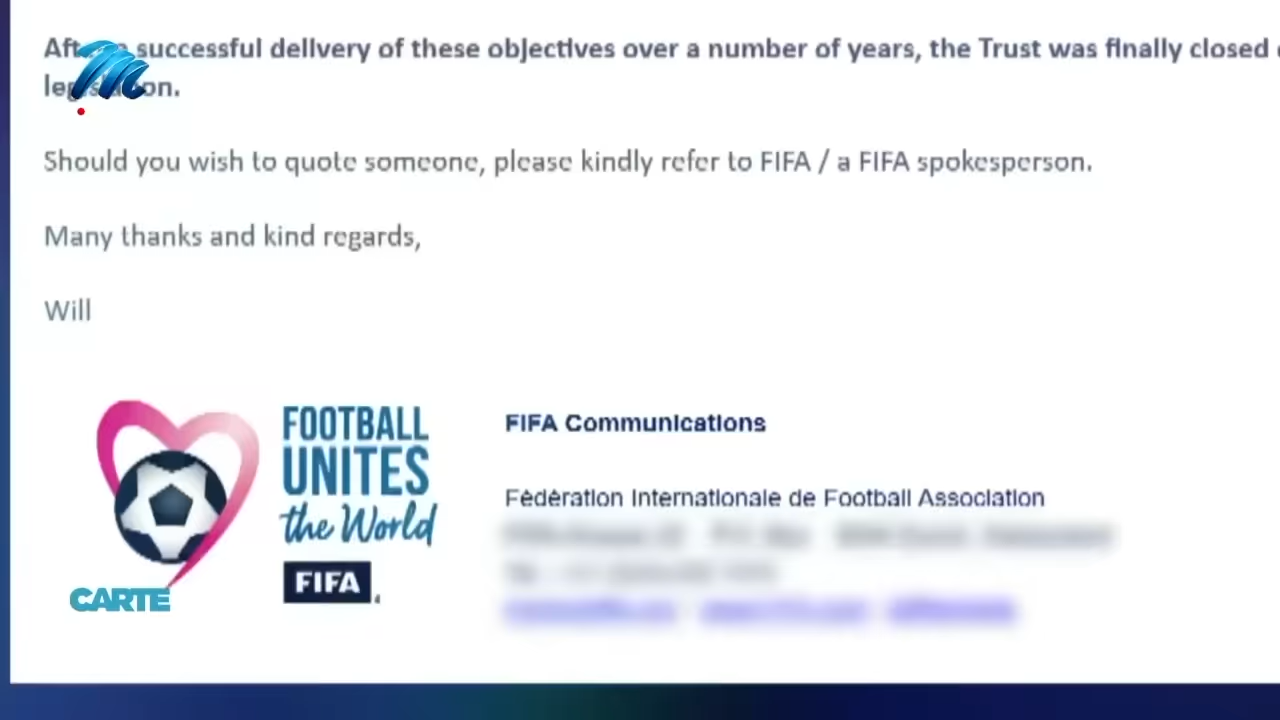 successful delivery of these objectives over a number of years, the Trust was finally closed
Should you wish to quote someone, please kindly refer to FIFA / a FIFA spokesperson.
Many thanks and kind regards,
Will
FOOTBALL
UNITES
the World
FIFA
FIFA Communications
Fédération Internationale de Football Association
CARTE